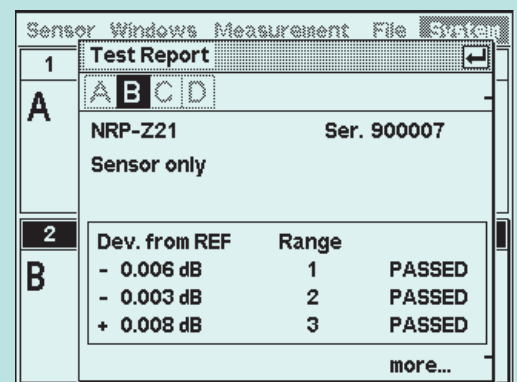 Sensor Windows Measurement File System
1
Test Report
A
A B C D
NRP-Z21 Ser. 900007
Sensor only
2
B
Dev. from REF Range
- 0.006 dB 1 PASSED
- 0.003 dB 2 PASSED
+ 0.008 dB 3 PASSED
more...